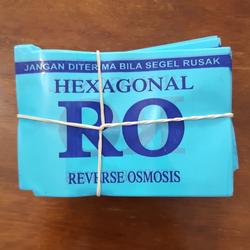 JANGAN DITERIMA BILA SEGEL RUSAK
HEXAGONAL
RO
REVERSE OSMOSIS